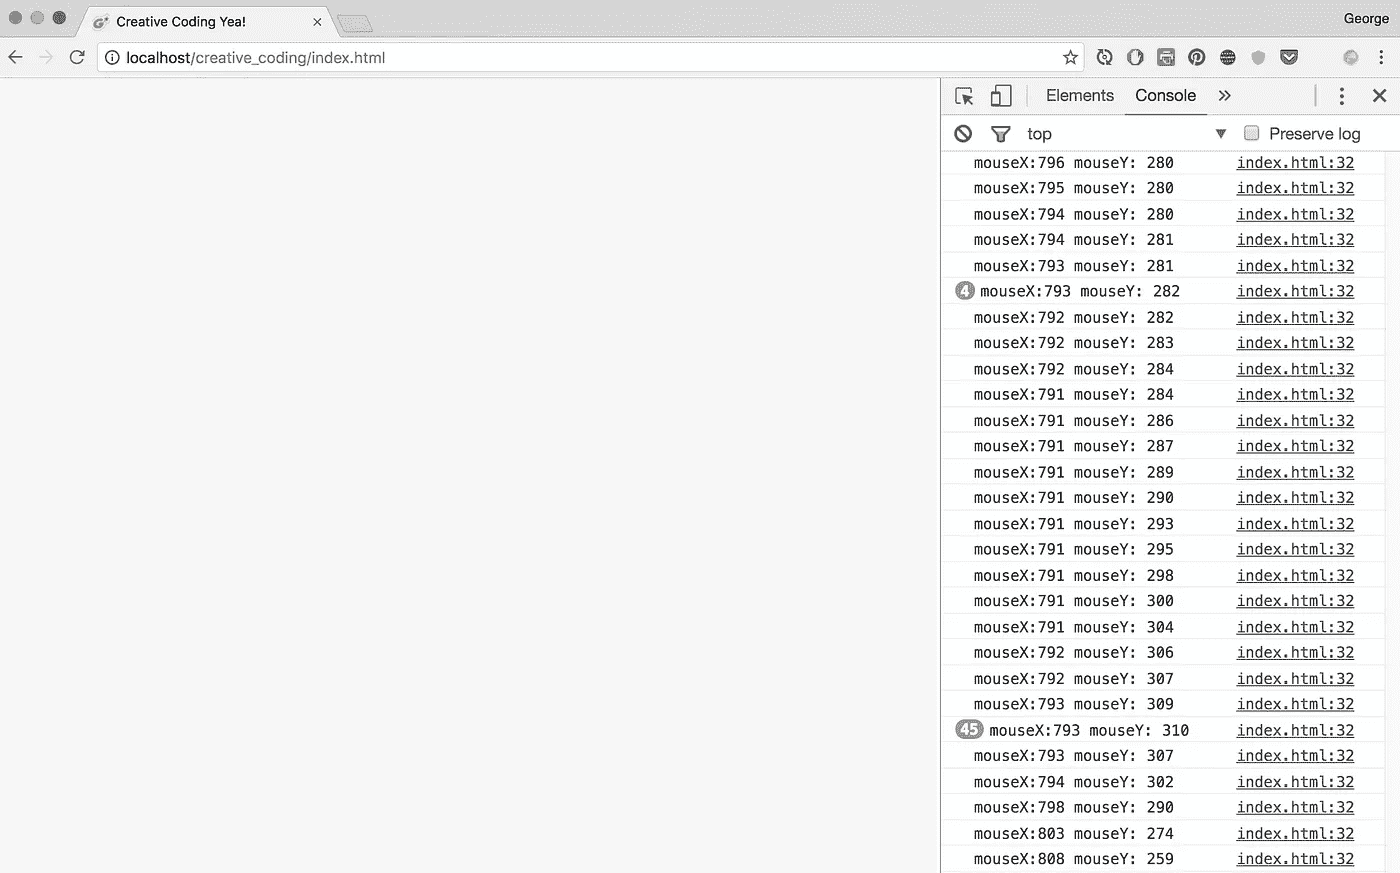 Creative Coding Yea!
George
localhost/creative_coding/index.html
Elements Console
top Preserve log
mouseX:796 mouseY: 280 index.html:32
mouseX:795 mouseY: 280 index.html:32
mouseX:794 mouseY: 280 index.html:32
mouseX:794 mouseY: 281 index.html:32
mouseX:793 mouseY: 281 index.html:32
4 mouseX:793 mouseY: 282 index.html:32
mouseX:792 mouseY: 282 index.html:32
mouseX:792 mouseY: 283 index.html:32
mouseX:792 mouseY: 284 index.html:32
mouseX:791 mouseY: 284 index.html:32
mouseX:791 mouseY: 286 index.html:32
mouseX:791 mouseY: 287 index.html:32
mouseX:791 mouseY: 289 index.html:32
mouseX:791 mouseY: 290 index.html:32
mouseX:791 mouseY: 293 index.html:32
mouseX:791 mouseY: 295 index.html:32
mouseX:791 mouseY: 298 index.html:32
mouseX:791 mouseY: 300 index.html:32
mouseX:791 mouseY: 304 index.html:32
mouseX:792 mouseY: 306 index.html:32
mouseX:792 mouseY: 307 index.html:32
mouseX:793 mouseY: 309 index.html:32
45 mouseX:793 mouseY: 310 index.html:32
mouseX:793 mouseY: 307 index.html:32
mouseX:794 mouseY: 302 index.html:32
mouseX:798 mouseY: 290 index.html:32
mouseX:803 mouseY: 274 index.html:32
mouseX:808 mouseY: 259 index.html:32